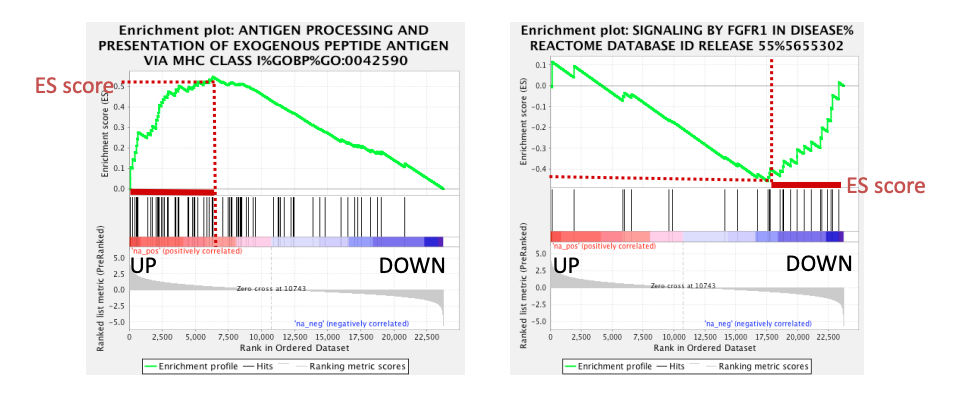 Enrichment plot: ANTIGEN PROCESSING AND
PRESENTATION OF EXOGENOUS PEPTIDE ANTIGEN
VIA MHC CLASS I%GOBP%GO:0042590
ES score
Enrichment score (ES)
0.5
0.4
0.3
0.2
0.1
0.0
'na_pos' (positively correlated)
UP
DOWN
Ranked list metric (PreRanked)
5.0
2.5
0.0
-2.5
-5.0
Zero cross at 10743
'na_neg' (negatively correlated)
0 2,500 5,000 7,500 10,000 12,500 15,000 17,500 20,000 22,500
Rank in Ordered Dataset
Enrichment profile Hits Ranking metric scores
Enrichment plot: SIGNALING BY FGFR1 IN DISEASE%
REACTOME DATABASE ID RELEASE 55%5655302
Enrichment score (ES)
0.1
0.0
-0.1
-0.2
-0.3
-0.4
ES score
'na_pos' (positively correlated)
UP
DOWN
Ranked list metric (PreRanked)
5.0
2.5
0.0
-2.5
-5.0
Zero cross at 10743
'na_neg' (negatively correlated)
0 2,500 5,000 7,500 10,000 12,500 15,000 17,500 20,000 22,500
Rank in Ordered Dataset
Enrichment profile Hits Ranking metric scores